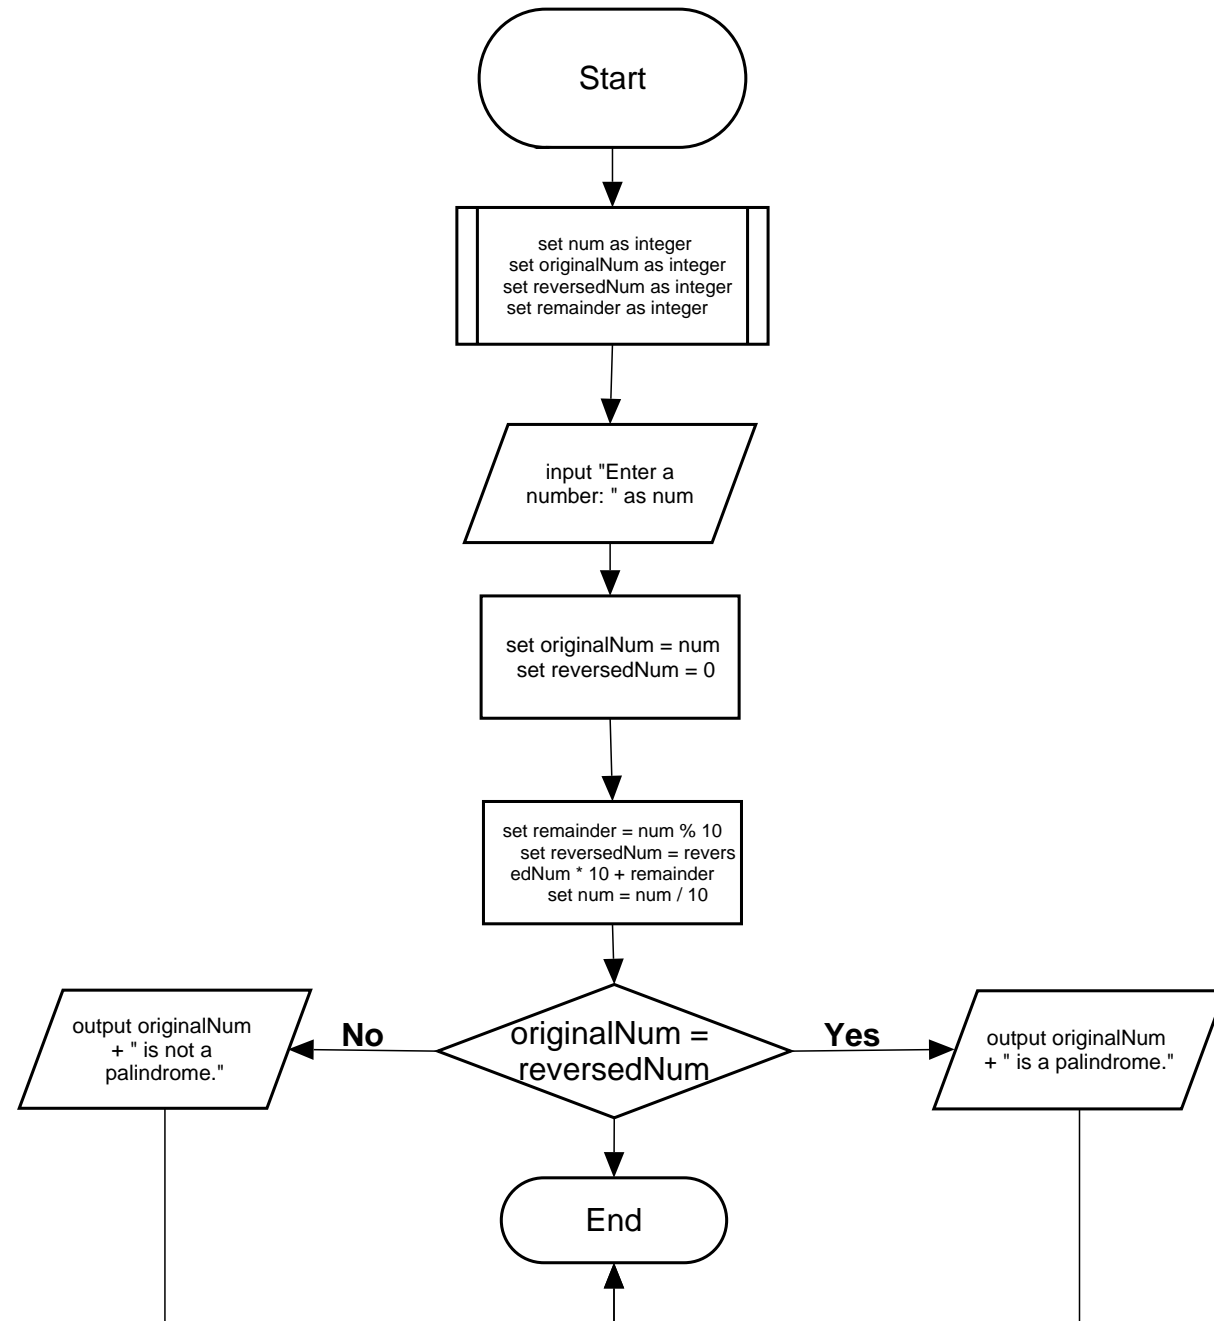 Start
set num as integer
set originalNum as integer
set reversedNum as integer
set remainder as integer
input "Enter a
number: " as num
set originalNum = num
set reversedNum = 0
set remainder = num % 10
set reversedNum = revers
edNum * 10 + remainder
set num = num / 10
originalNum =
reversedNum
No
Yes
output originalNum
+ " is not a
palindrome."
output originalNum
+ " is a palindrome."
End